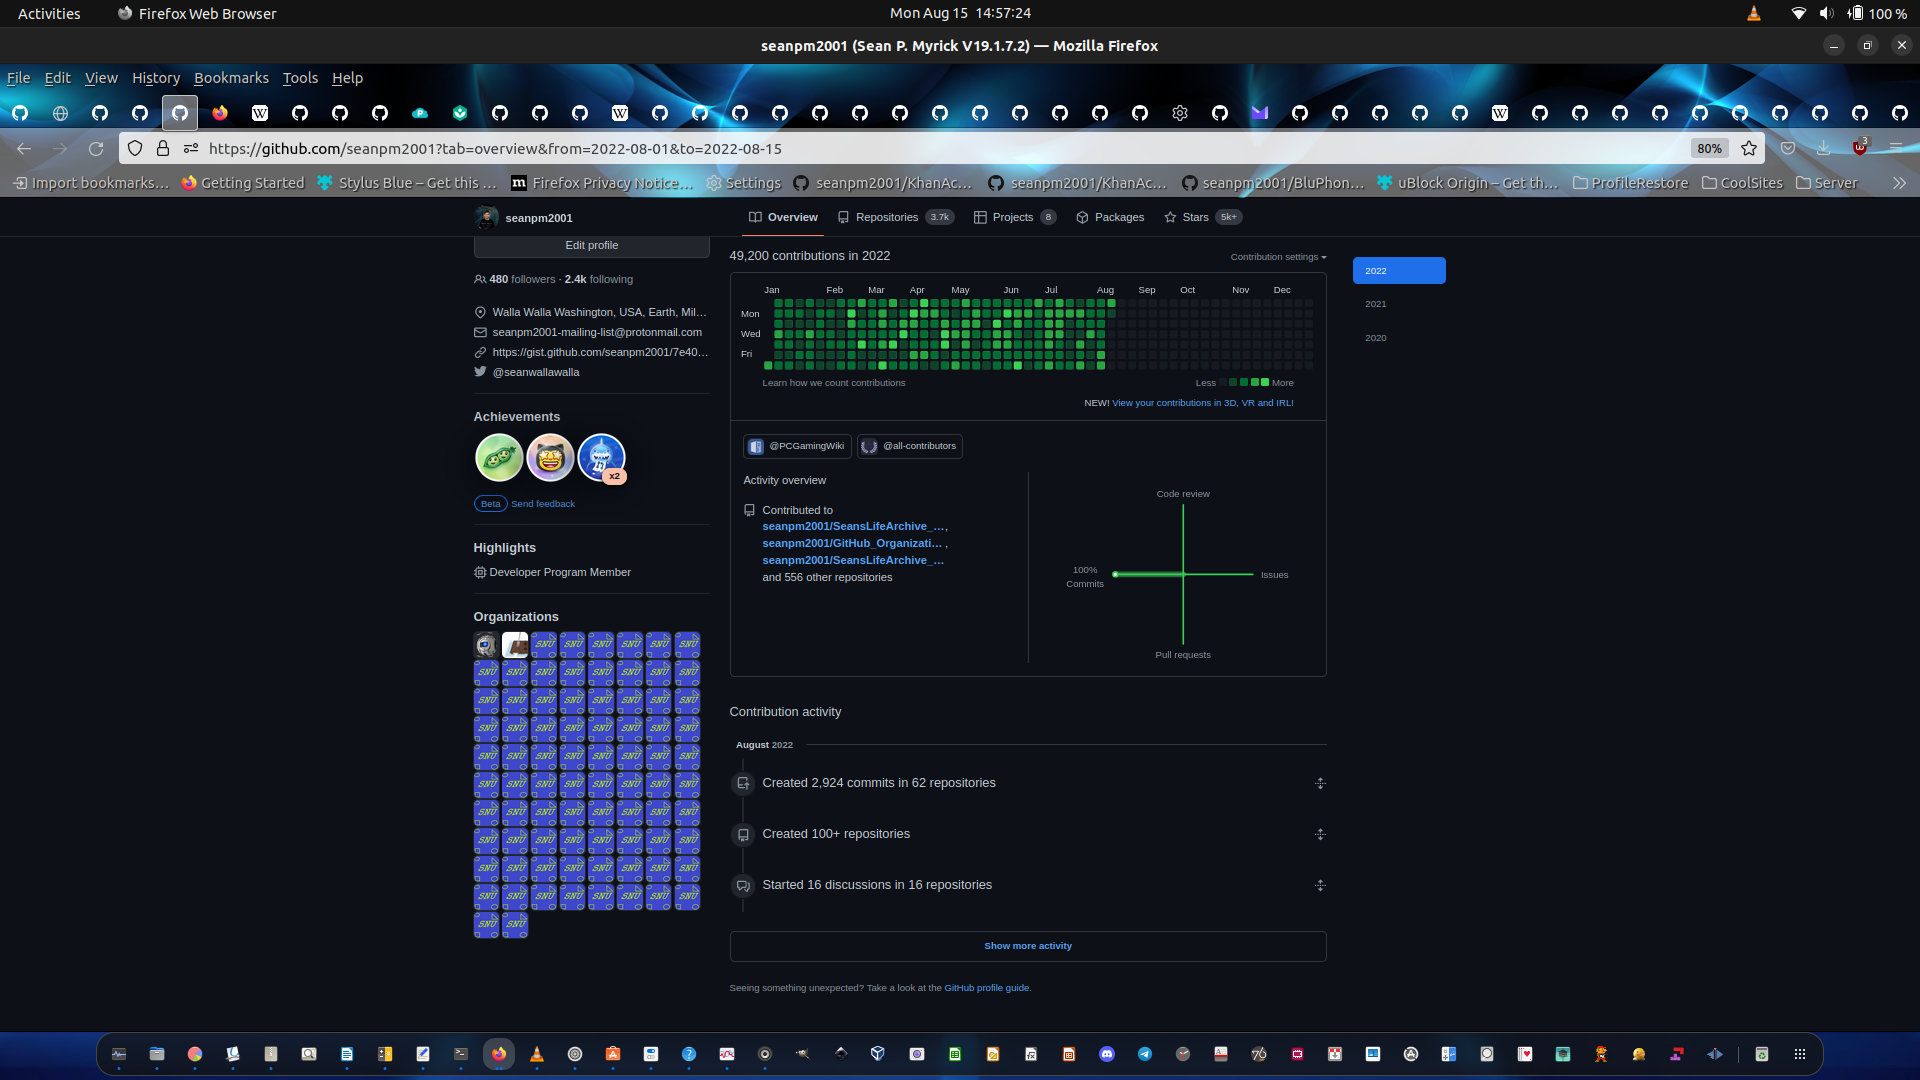 Activities
Firefox Web Browser
Mon Aug 15 14:57:24
100 %
seanpm2001 (Sean P. Myrick V19.1.7.2) — Mozilla Firefox
File Edit View History Bookmarks Tools Help
https://github.com/seanpm2001?tab=overview&from=2022-08-01&to=2022-08-15
80%
3
Import bookmarks… Getting Started Stylus Blue – Get this … Firefox Privacy Notice… Settings seanpm2001/KhanAc… seanpm2001/KhanAc… seanpm2001/BluPhon… uBlock Origin – Get th… ProfileRestore CoolSites Server
seanpm2001
Overview Repositories 3.7k Projects 8 Packages Stars 5k+
Edit profile
480 followers · 2.4k following
Walla Walla Washington, USA, Earth, Mil…
seanpm2001-mailing-list@protonmail.com
https://gist.github.com/seanpm2001/7e40…
@seanwallawalla
Achievements
x2
Beta Send feedback
Highlights
Developer Program Member
Organizations
49,200 contributions in 2022
Contribution settings
Jan Feb Mar Apr May Jun Jul Aug Sep Oct Nov Dec
Mon
Wed
Fri
Learn how we count contributions
Less More
NEW! View your contributions in 3D, VR and IRL!
@PCGamingWiki @all-contributors
Activity overview
Contributed to
seanpm2001/SeansLifeArchive_…,
seanpm2001/GitHub_Organizati… ,
seanpm2001/SeansLifeArchive_…
and 556 other repositories
Code review
100%
Commits
Issues
Pull requests
Contribution activity
August 2022
Created 2,924 commits in 62 repositories
Created 100+ repositories
Started 16 discussions in 16 repositories
Show more activity
Seeing something unexpected? Take a look at the GitHub profile guide.
2022
2021
2020